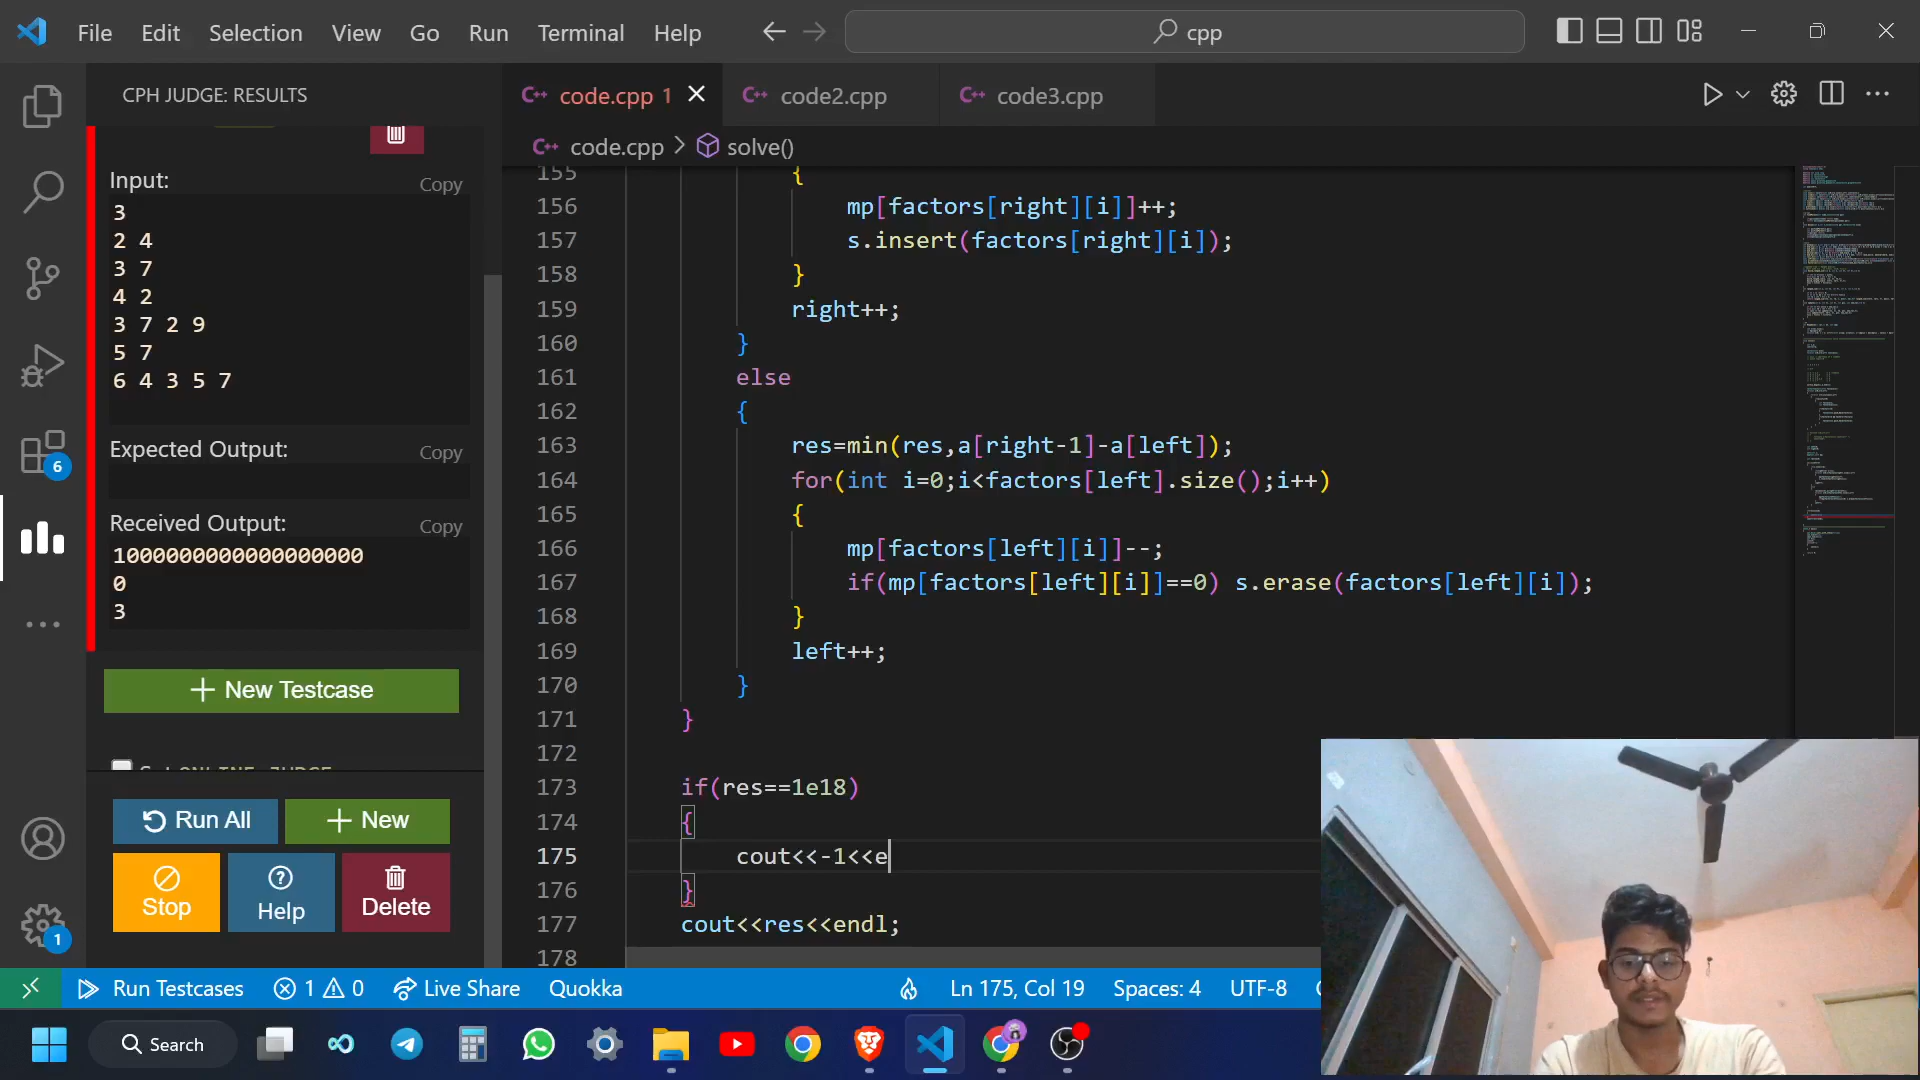 File Edit Selection View Go Run Terminal Help
cpp
CPH JUDGE: RESULTS
code.cpp 1
code2.cpp
code3.cpp
code.cpp > solve()
Input:
Copy
3
2 4
3 7
4 2
3 7 2 9
5 7
6 4 3 5 7
Expected Output:
Copy
Received Output:
Copy
1000000000000000000
0
3
New Testcase
Run All
New
Stop
Help
Delete
155 {
156 mp[factors[right][i]]++;
157 s.insert(factors[right][i]);
158 }
159 right++;
160 }
161 else
162 {
163 res=min(res,a[right-1]-a[left]);
164 for(int i=0;i<factors[left].size();i++)
165 {
166 mp[factors[left][i]]--;
167 if(mp[factors[left][i]]==0) s.erase(factors[left][i]);
168 }
169 left++;
170 }
171 }
172
173 if(res==1e18)
174 {
175 cout<<-1<<e
176 }
177 cout<<res<<endl;
178
6
1
Run Testcases
1
0
Live Share
Quokka
Ln 175, Col 19
Spaces: 4
UTF-8
Search